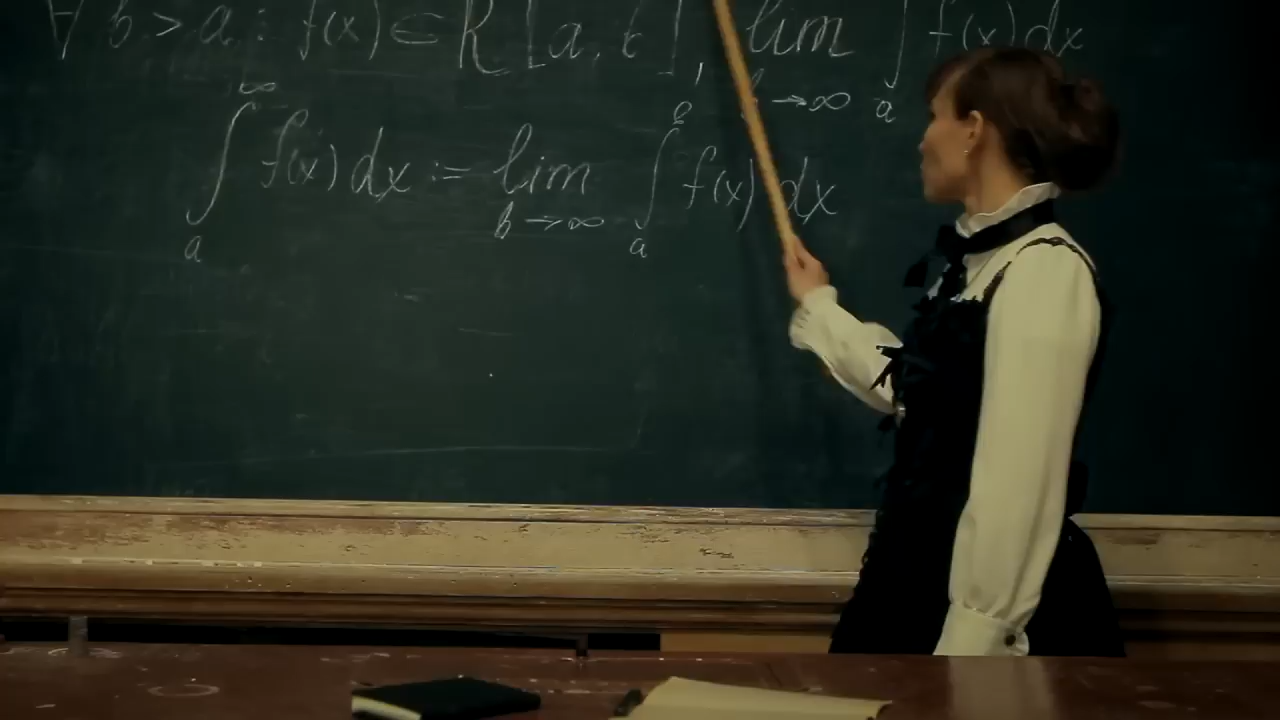 ∀ b > a : f(x) ∈ R [a, b], lim b→∞ ∫ₐ f(x) dx
∫ₐ^∞ f(x) dx := lim b→∞ ∫ₐ^b f(x) dx